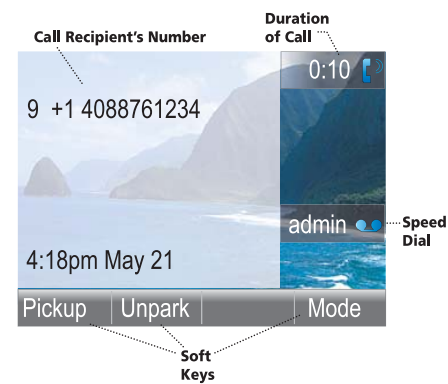 Duration
of Call
Call Recipient's Number
0:10
9 +1 4088761234
admin
Speed
Dial
4:18pm May 21
Pickup Unpark Mode
Soft
Keys